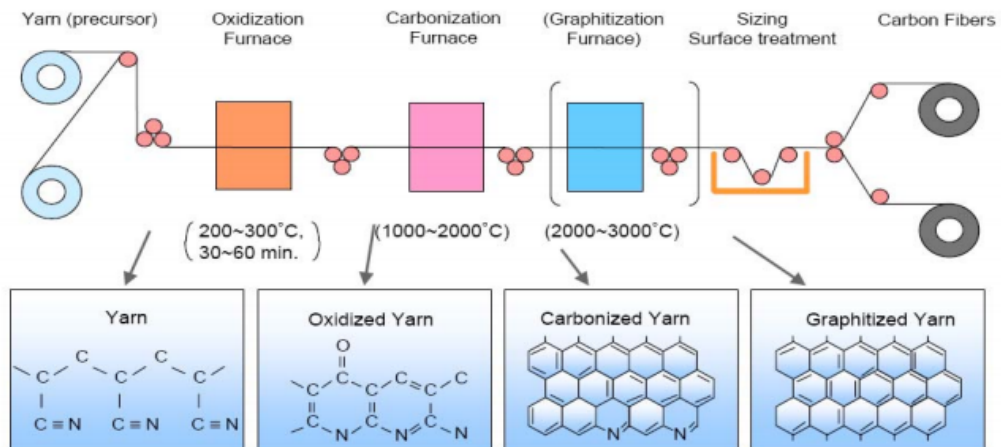 Yarn (precursor)
Oxidization
Furnace
Carbonization
Furnace
(Graphitization
Furnace)
Sizing
Surface treatment
Carbon Fibers
200~300˚C,
30~60 min.
(1000~2000˚C)
(2000~3000˚C)
Yarn
C C
C C C
C≡N C≡N C≡N
Oxidized Yarn
O
C C C
C C C
C C C
N N N
Carbonized Yarn
N N
Graphitized Yarn